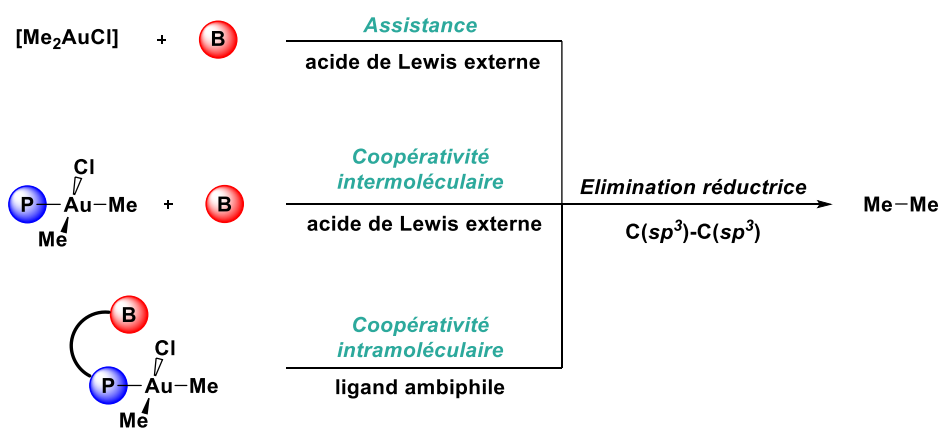 [Me2AuCl] + B
Assistance
acide de Lewis externe
Cl
P Au Me
Me
+ B
Coopérativité
intermoléculaire
acide de Lewis externe
Elimination réductrice
C(sp3)-C(sp3)
Me Me
B
Cl
P Au Me
Me
Coopérativité
intramoléculaire
ligand ambiphile